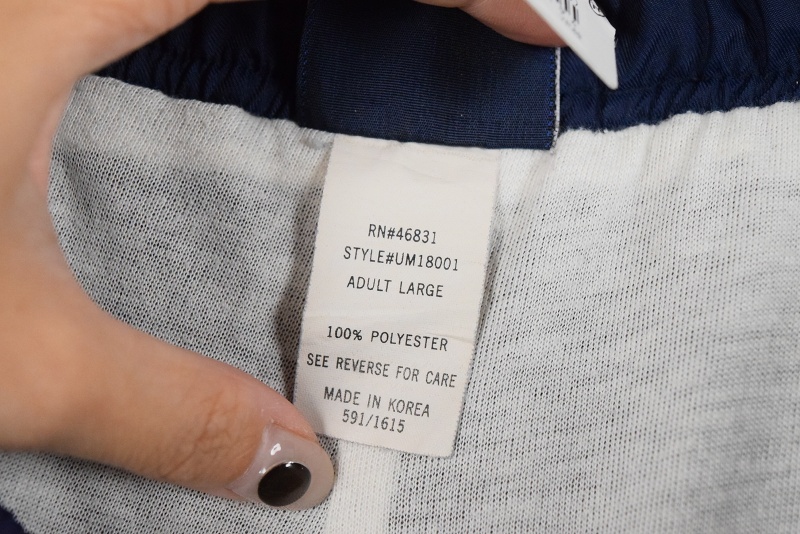 RN#46831
STYLE#UM18001
ADULT LARGE
100% POLYESTER
SEE REVERSE FOR CARE
MADE IN KOREA
591/1615